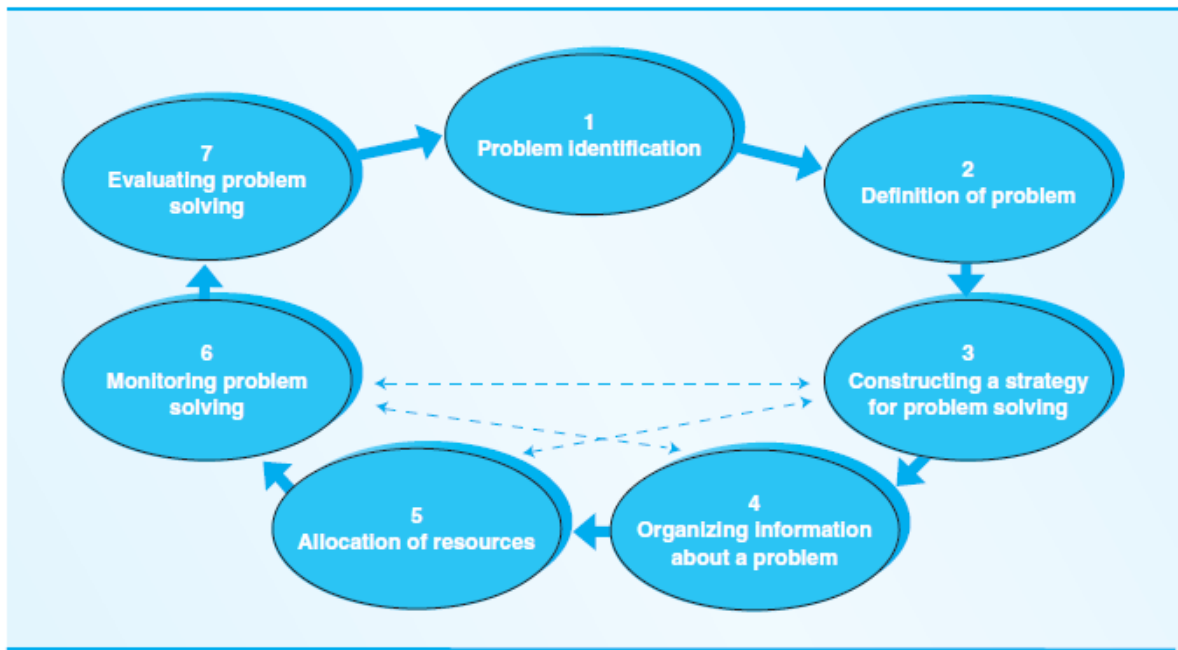 1
Problem identification
2
Definition of problem
3
Constructing a strategy
for problem solving
4
Organizing information
about a problem
5
Allocation of resources
6
Monitoring problem
solving
7
Evaluating problem
solving